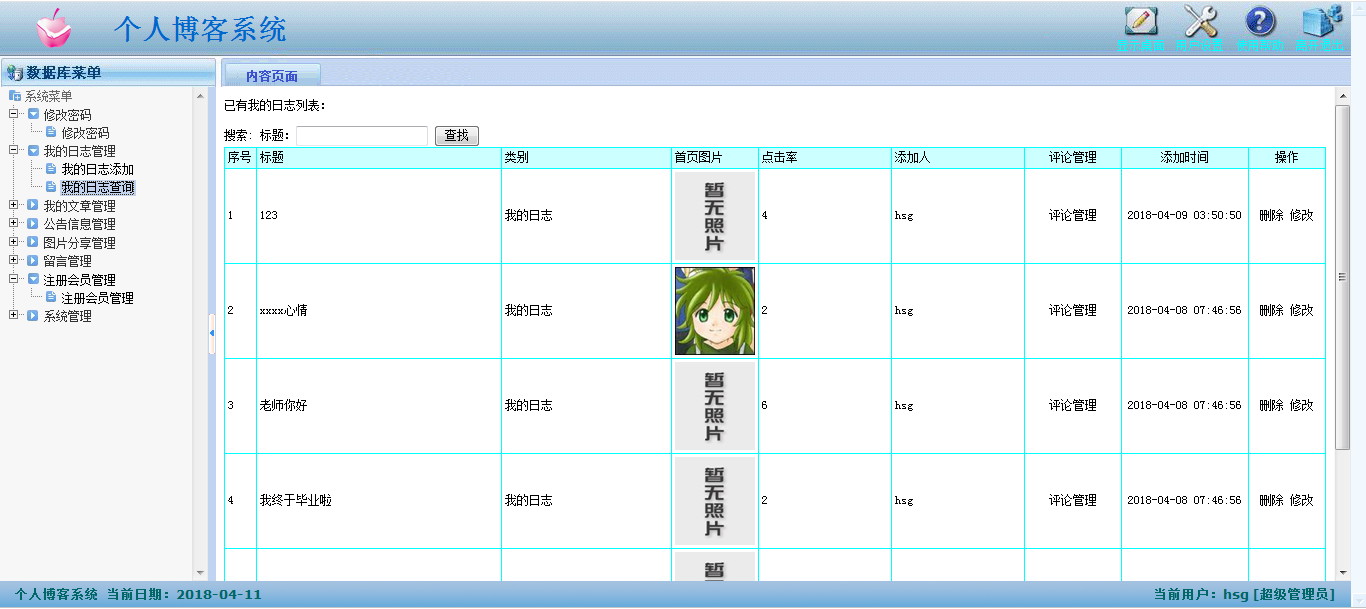 个人博客系统
数据库菜单
系统菜单
修改密码
修改密码
我的日志管理
我的日志添加
我的日志查询
我的文章管理
公告信息管理
图片分享管理
留言管理
注册会员管理
注册会员管理
系统管理
内容页面
已有我的日志列表：
搜索: 标题: 查找
序号 标题 类别 首页图片 点击率 添加人 评论管理 添加时间 操作
1 123 我的日志 暂无照片 4 hsg 评论管理 2018-04-09 03:50:50 删除 修改
2 xxxx心情 我的日志 2 hsg 评论管理 2018-04-08 07:46:56 删除 修改
3 老师你好 我的日志 暂无照片 6 hsg 评论管理 2018-04-08 07:46:56 删除 修改
4 我终于毕业啦 我的日志 暂无照片 2 hsg 评论管理 2018-04-08 07:46:56 删除 修改
暂
个人博客系统 当前日期：2018-04-11
当前用户：hsg [超级管理员]